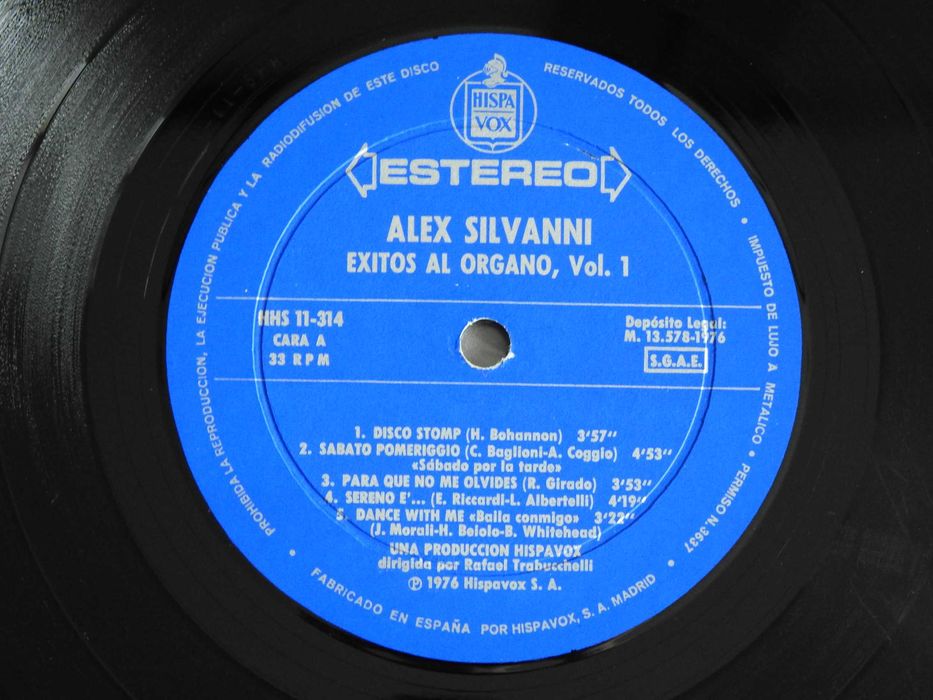 PROHIBIDA LA REPRODUCCION, LA EJECUCION PUBLICA Y LA RADIODIFUSION DE ESTE DISCO
RESERVADOS TODOS LOS DERECHOS • IMPUESTO DE LUJO A METALICO • PERMISO N. 3637
HISPA
VOX
ESTEREO
ALEX SILVANNI
EXITOS AL ORGANO, Vol. 1
HHS 11-314
CARA A
33 RPM
Depósito Legal:
M. 13.578-1976
S.G.A.E.
1. DISCO STOMP (H. Bohannon) 3'57''
2. SABATO POMERIGGIO (C. Baglioni-A. Coggio) 4'53''
«Sábado por la tarde»
3. PARA QUE NO ME OLVIDES (R. Girado) 3'53''
4. SERENO E'... (E. Riccardi-L. Albertelli) 4'19''
5. DANCE WITH ME «Baila conmigo» 3'22''
(J. Morali-H. Belolo-B. Whitehead)
UNA PRODUCCION HISPAVOX
dirigida por Rafael Trabucchelli
Ⓟ 1976 Hispavox S. A.
• FABRICADO EN ESPAÑA POR HISPAVOX, S. A. MADRID •